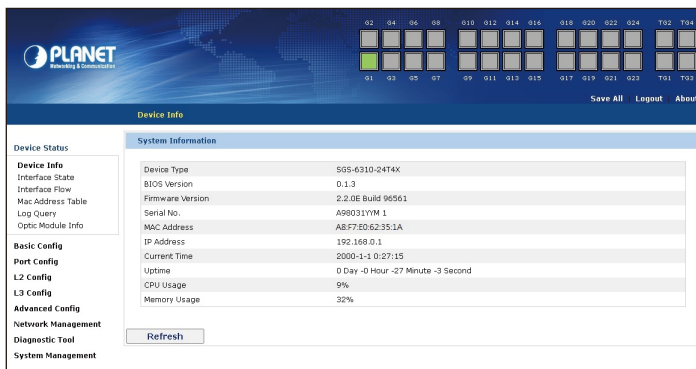 G2 G4 G6 G8 G10 G12 G14 G16 G18 G20 G22 G24 TG2 TG4
PLANET
Networking & Communication
G1 G3 G5 G7 G9 G11 G13 G15 G17 G19 G21 G23 TG1 TG3
Save All Logout About
Device Info
Device Status
Device Info
Interface State
Interface Flow
Mac Address Table
Log Query
Optic Module Info
Basic Config
Port Config
L2 Config
L3 Config
Advanced Config
Network Management
Diagnostic Tool
System Management
System Information
Device Type SGS-6310-24T4X
BIOS Version 0.1.3
Firmware Version 2.2.0E Build 96561
Serial No. A98031YYM 1
MAC Address A8:F7:E0:62:35:1A
IP Address 192.168.0.1
Current Time 2000-1-1 0:27:15
Uptime 0 Day -0 Hour -27 Minute -3 Second
CPU Usage 9%
Memory Usage 32%
Refresh